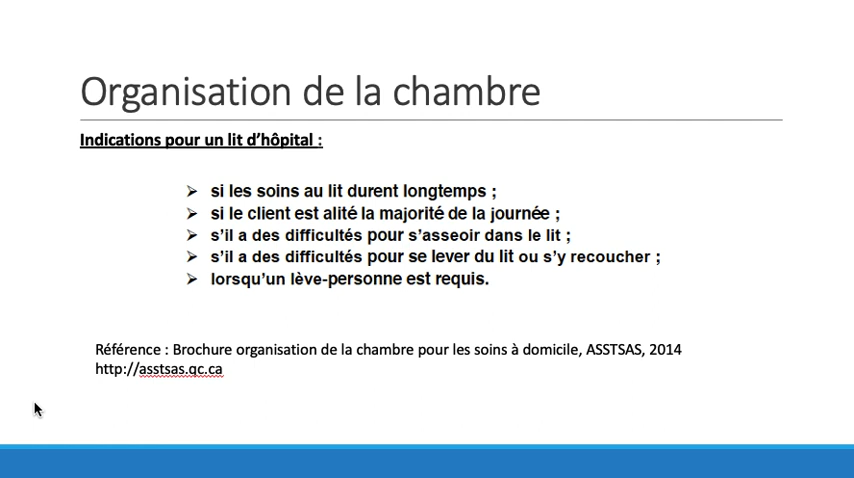 Organisation de la chambre
Indications pour un lit d’hôpital :
➢ si les soins au lit durent longtemps ;
➢ si le client est alité la majorité de la journée ;
➢ s’il a des difficultés pour s’asseoir dans le lit ;
➢ s’il a des difficultés pour se lever du lit ou s’y recoucher ;
➢ lorsqu’un lève-personne est requis.
Référence : Brochure organisation de la chambre pour les soins à domicile, ASSTSAS, 2014
http://asstsas.qc.ca